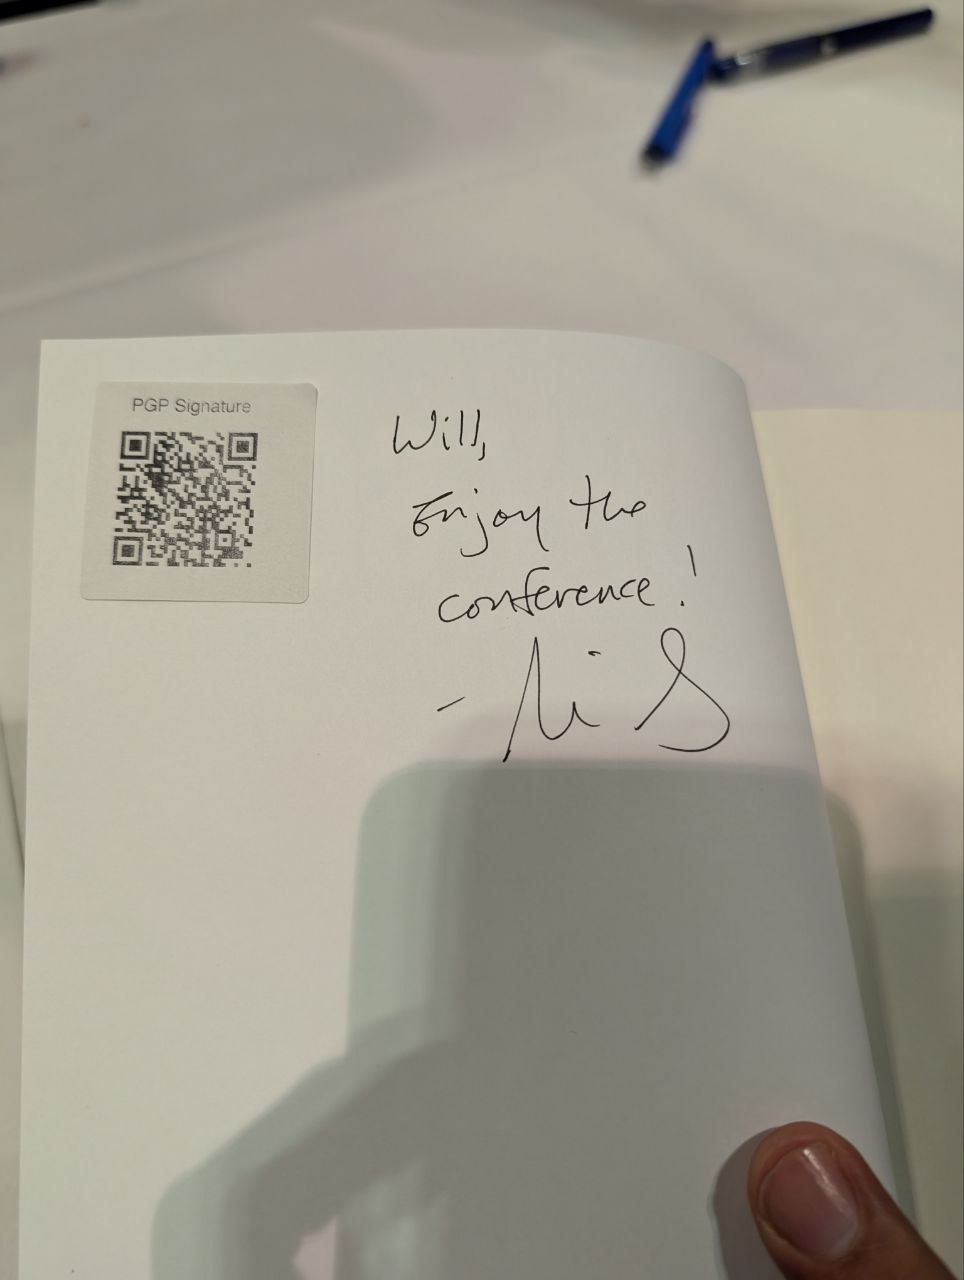 PGP Signature
Will,
Enjoy the
conference!